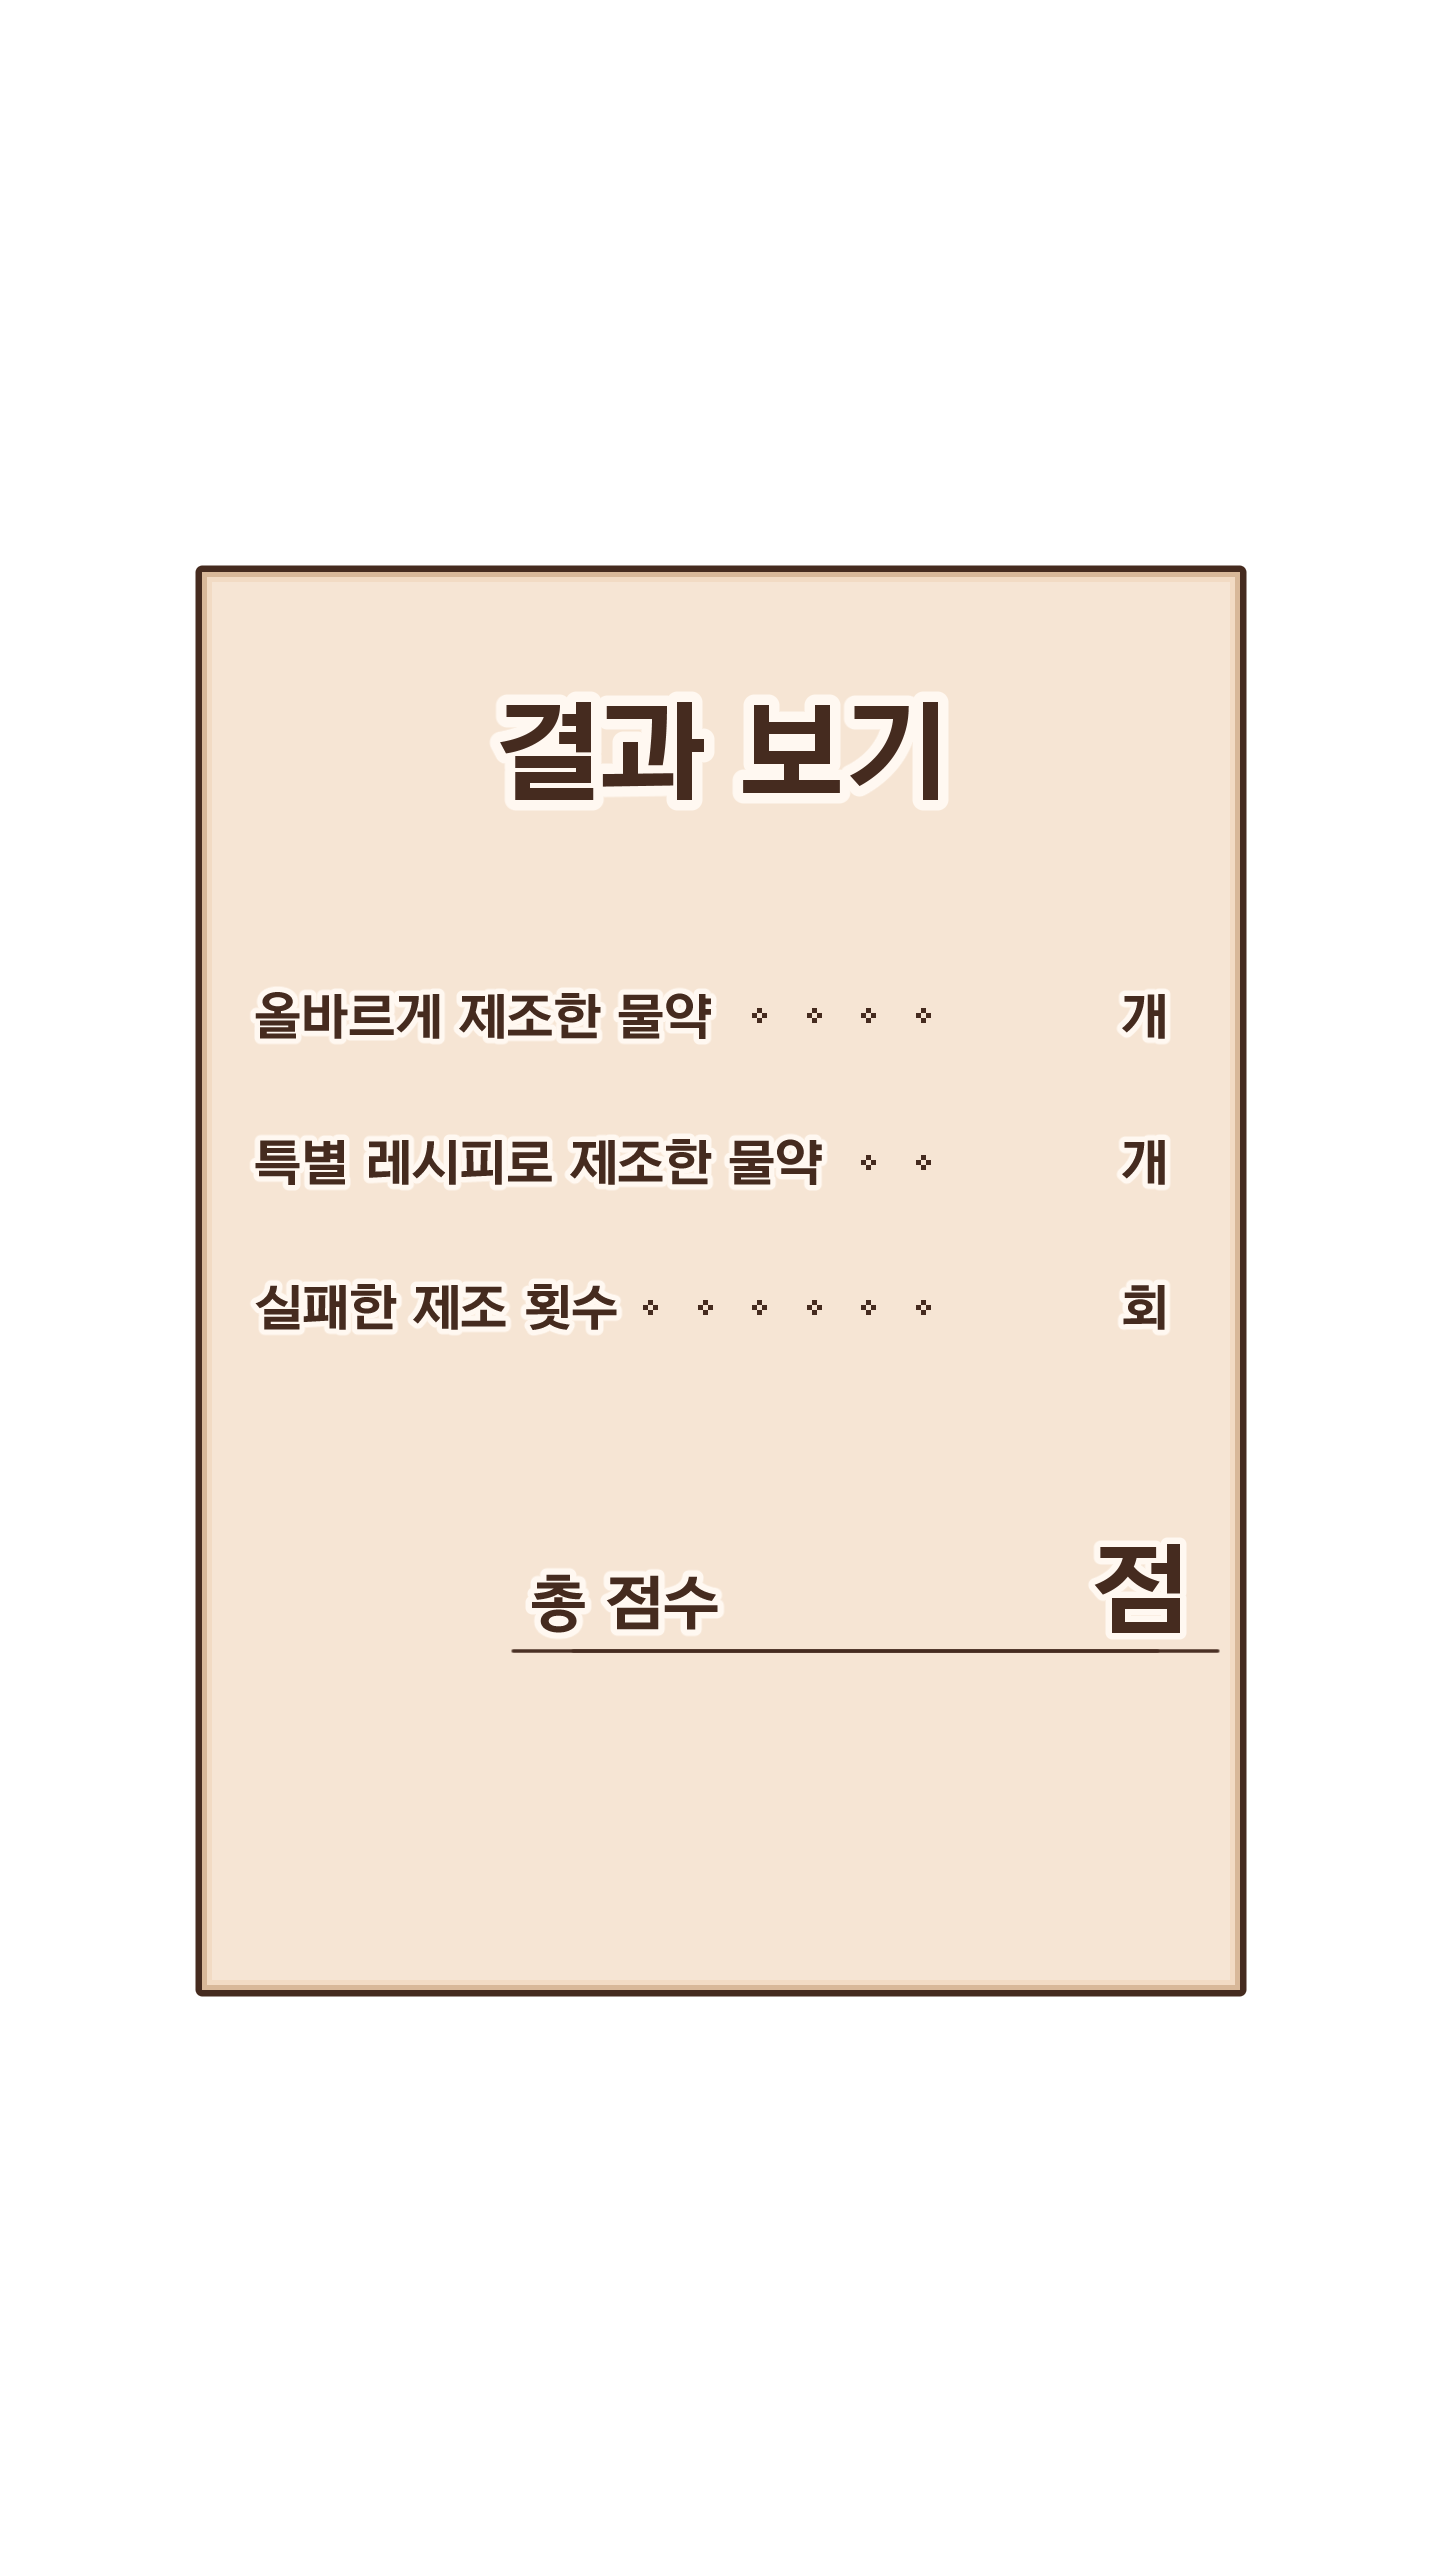 결과 보기
올바르게 제조한 물약 개
특별 레시피로 제조한 물약 개
실패한 제조 횟수 회
총 점수 점